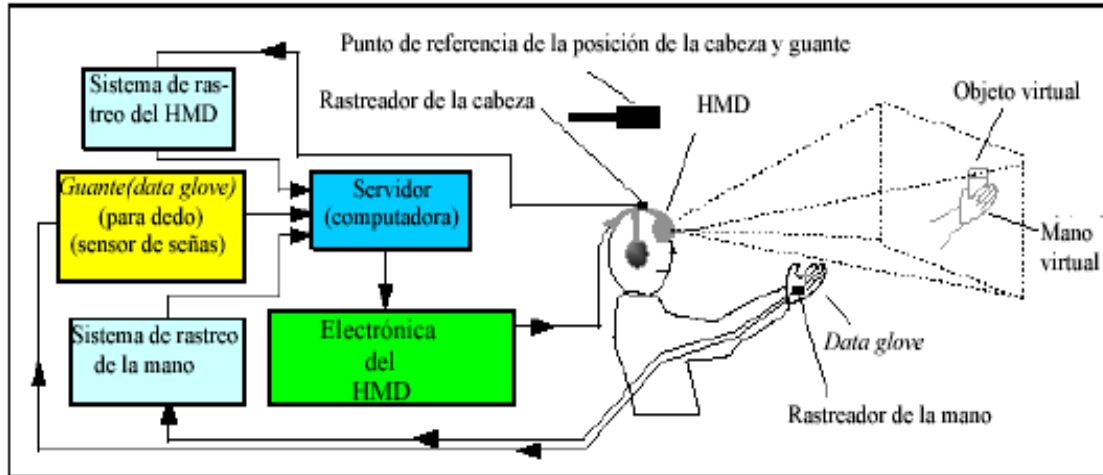 Punto de referencia de la posición de la cabeza y guante
Sistema de ras-
treo del HMD
Rastreador de la cabeza
HMD
Objeto virtual
Guante(data glove)
(para dedo)
(sensor de señas)
Servidor
(computadora)
Mano
virtual
Sistema de rastreo
de la mano
Electrónica
del
HMD
Data glove
Rastreador de la mano